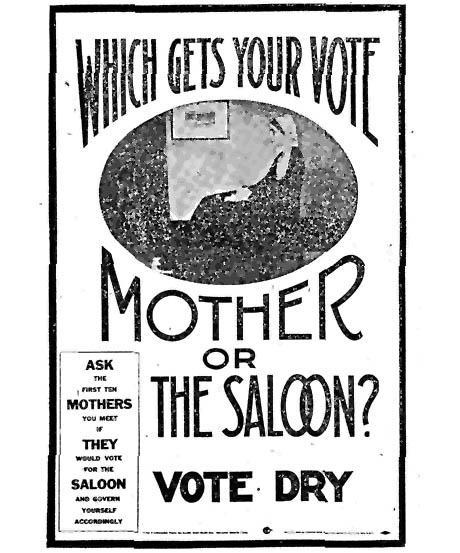 WHICH GETS YOUR VOTE
MOTHER
OR
THE SALOON?
VOTE DRY
ASK
THE
FIRST TEN
MOTHERS
YOU MEET
IF
THEY
WOULD VOTE
FOR THE
SALOON
AND GOVERN
YOURSELF
ACCORDINGLY